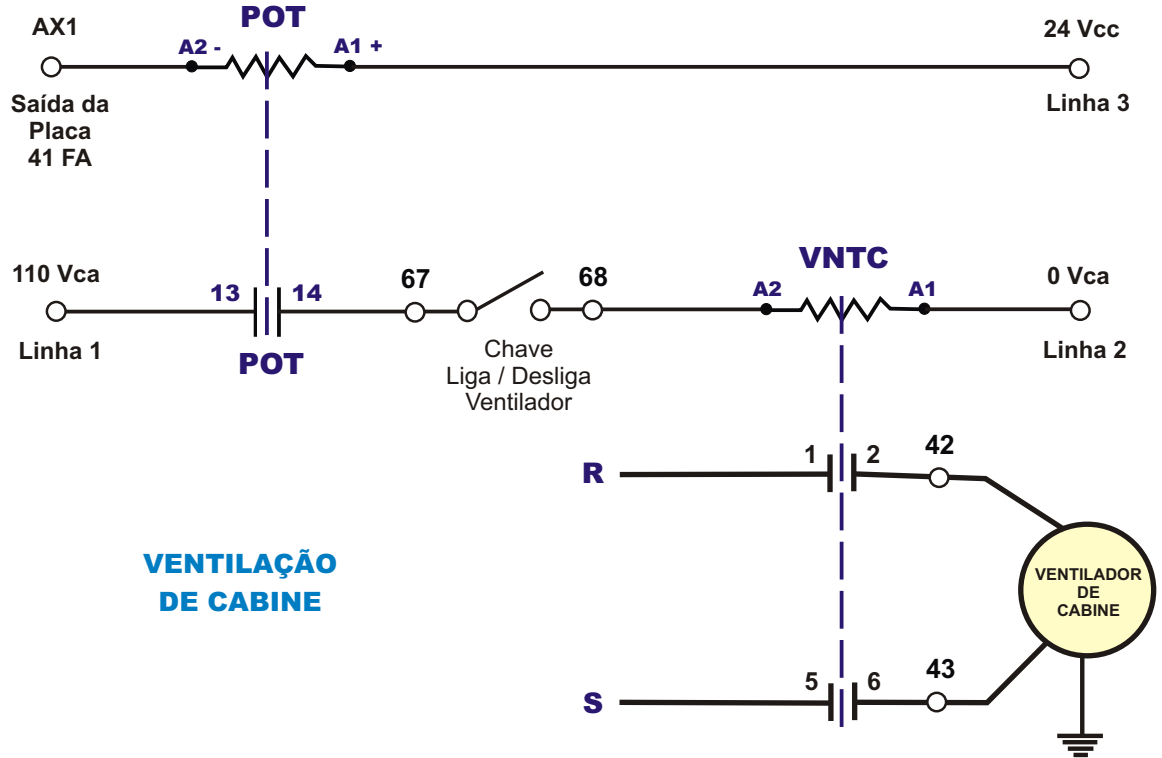 POT
AX1
A2 -
A1 +
24 Vcc
Saída da
Placa
41 FA
Linha 3
110 Vca
13
14
67
68
VNTC
A2
A1
0 Vca
Linha 1
POT
Chave
Liga / Desliga
Ventilador
Linha 2
R
1
2
42
VENTILAÇÃO
DE CABINE
VENTILADOR
DE
CABINE
S
5
6
43